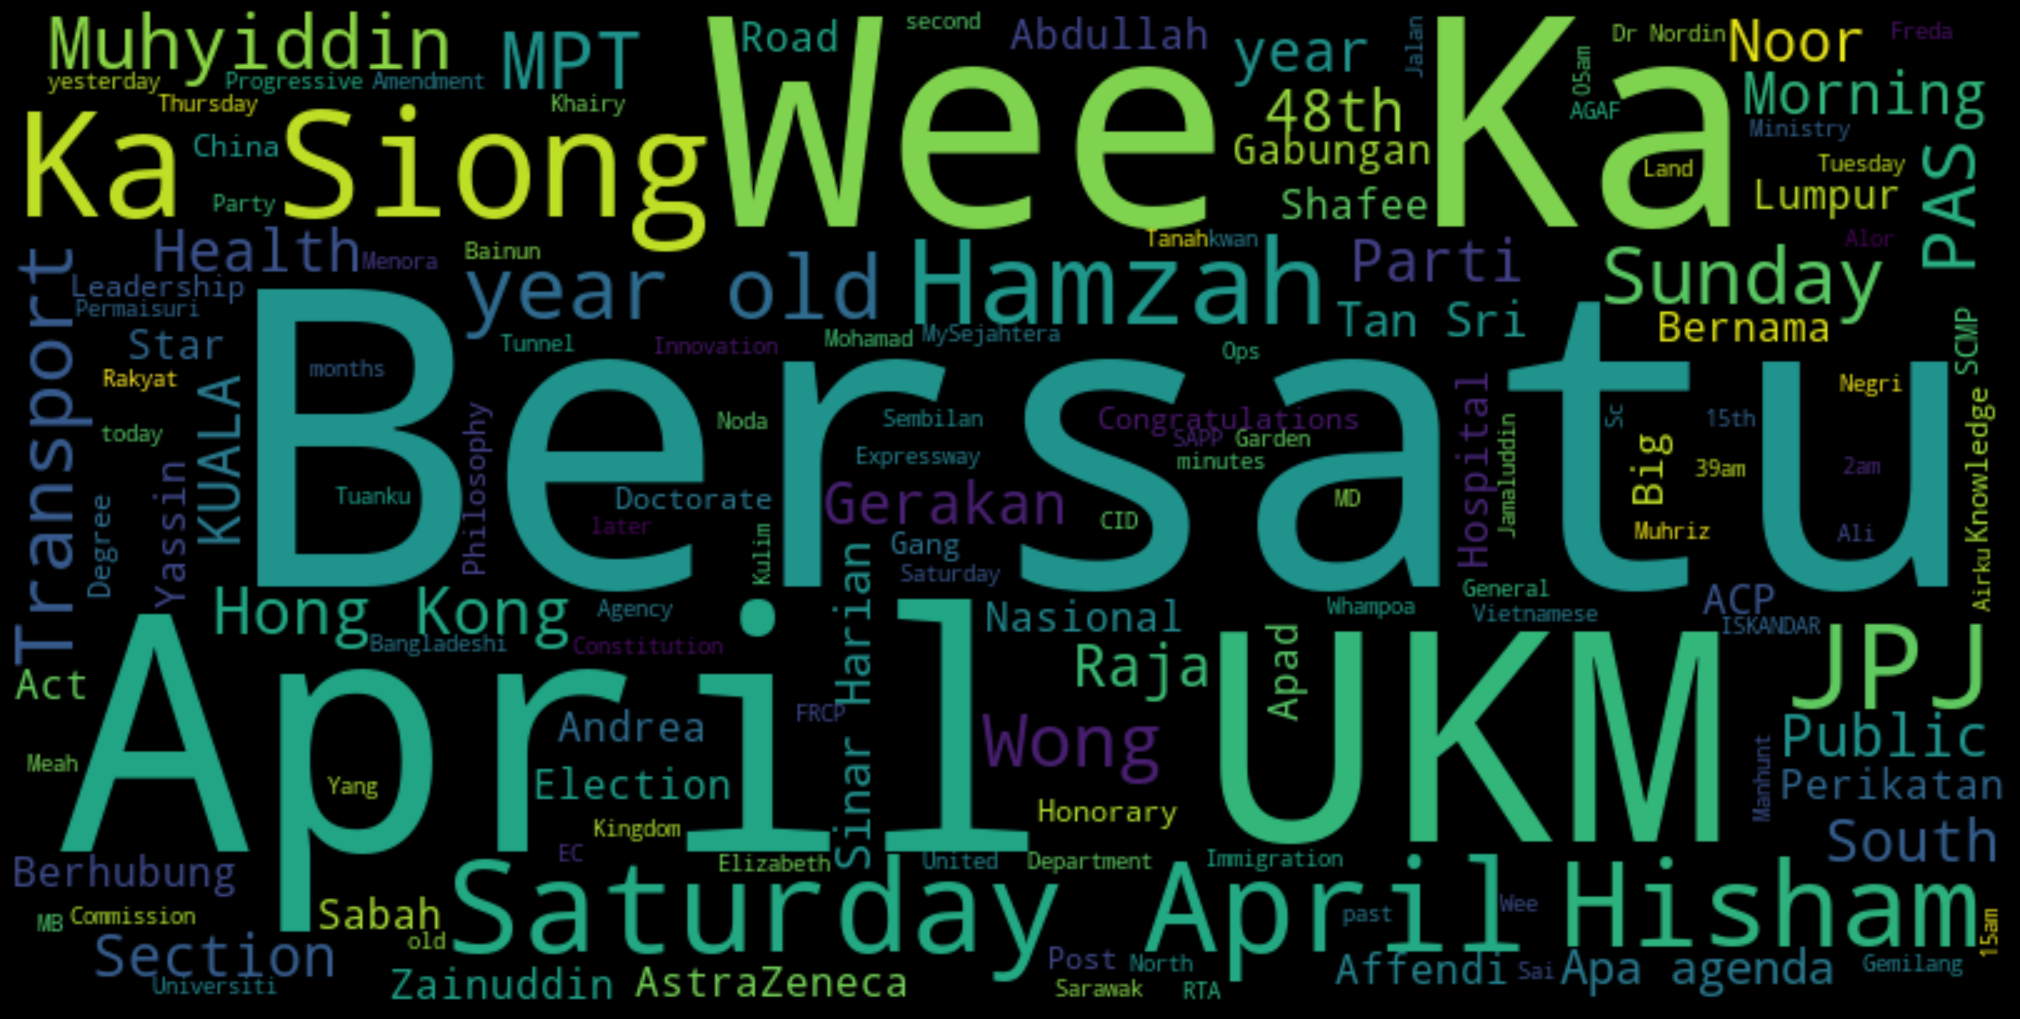 Muhyiddin
MPT
Road
second
Abdullah
year
Jalan
Dr Nordin
Noor
Freda
yesterday
Progressive
Amendment
Wee Ka
05am
Morning
Thursday
Khairy
48th
AGAF
Ministry
Ka Siong
China
Gabungan
Land
Tuesday
PAS
Party
Shafee
Lumpur
Health
Menora
Bainun
Tanah
kwan
Parti
Alor
Transport
Leadership
year old
Hamzah
Sunday
Permaisuri
Tan Sri
Bernama
Star
Tunnel
Innovation
Mohamad
MySejahtera
Ops
SCMP
Rakyat
months
Negri
KUALA
Bersatu
today
Philosophy
Noda
Sembilan
Congratulations
SAPP
Garden
Hospital
Jamaluddin
Sc
15th
Knowledge
Expressway
minutes
Big
39am
2am
Yassin
Tuanku
Doctorate
Gerakan
MD
Degree
later
CID
Muhriz
Ali
Kulim
Gang
Saturday
General
Airku
Hong Kong
Agency
Sinar Harian
Nasional
Whampoa
Vietnamese
ACP
ISKANDAR
Bangladeshi
Constitution
April
UKM
Act
Raja
Apad
JPJ
Andrea
FRCP
Wong
Public
Meah
Yang
Election
Manhunt
Perikatan
Kingdom
Honorary
South
Berhubung
EC
Elizabeth
United
Department
Immigration
MB
Commission
Sabah
old
Saturday April
past
Wee
Hisham
15am
Section
Post
North
Affendi
Sai
Apa agenda
Gemilang
Universiti
Zainuddin
AstraZeneca
Sarawak
RTA